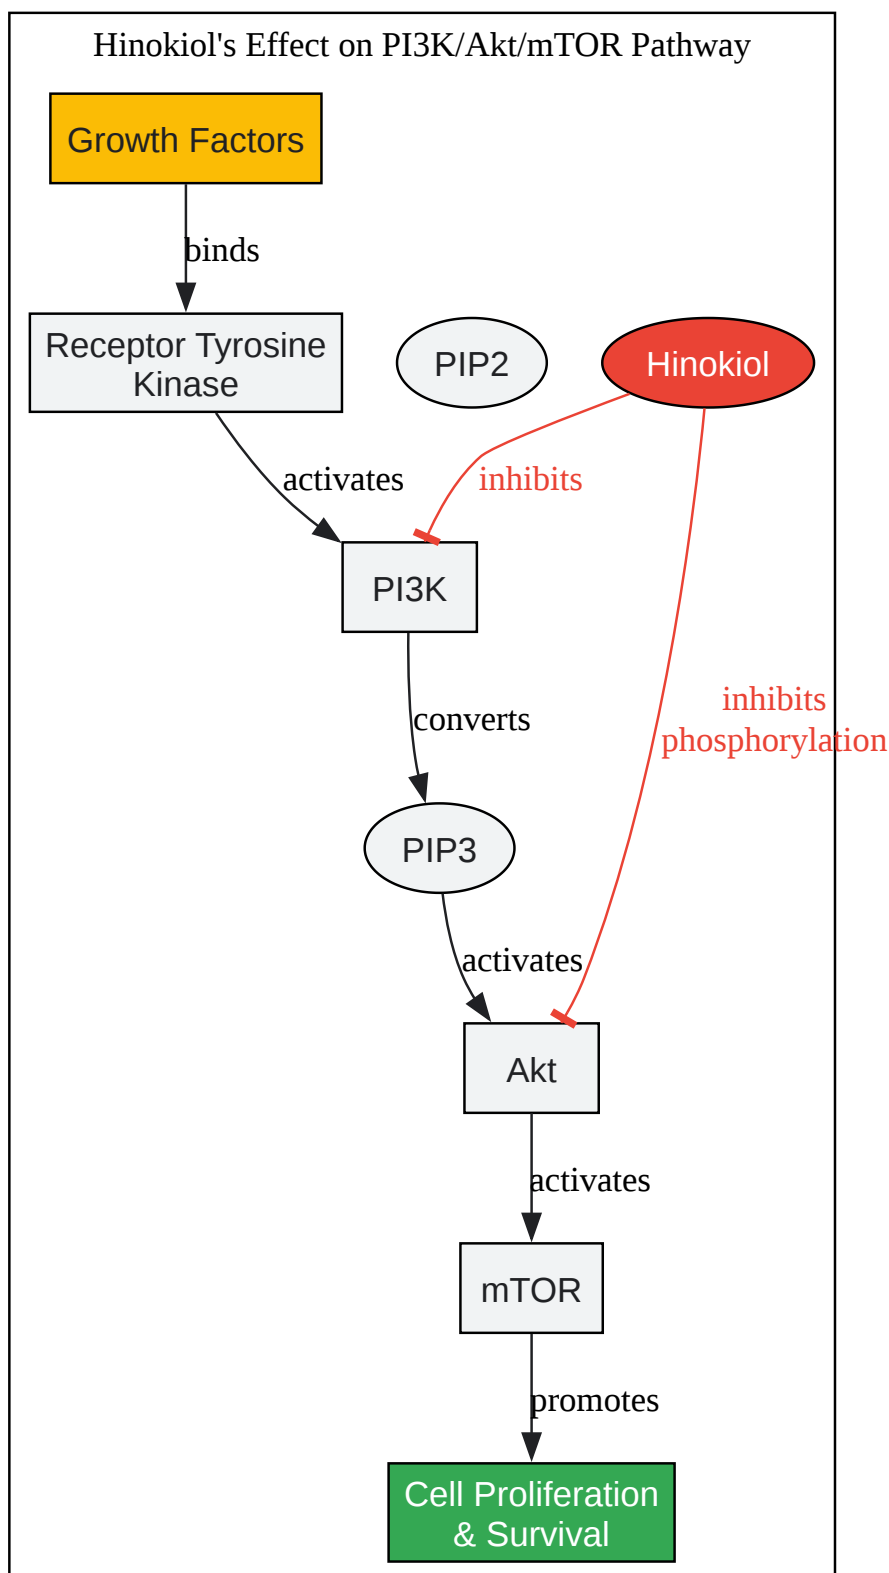 Hinokiol's Effect on PI3K/Akt/mTOR Pathway
Growth Factors
binds
Receptor Tyrosine
Kinase
PIP2
Hinokiol
activates
inhibits
PI3K
inhibits
phosphorylation
converts
PIP3
activates
Akt
activates
mTOR
promotes
Cell Proliferation
& Survival